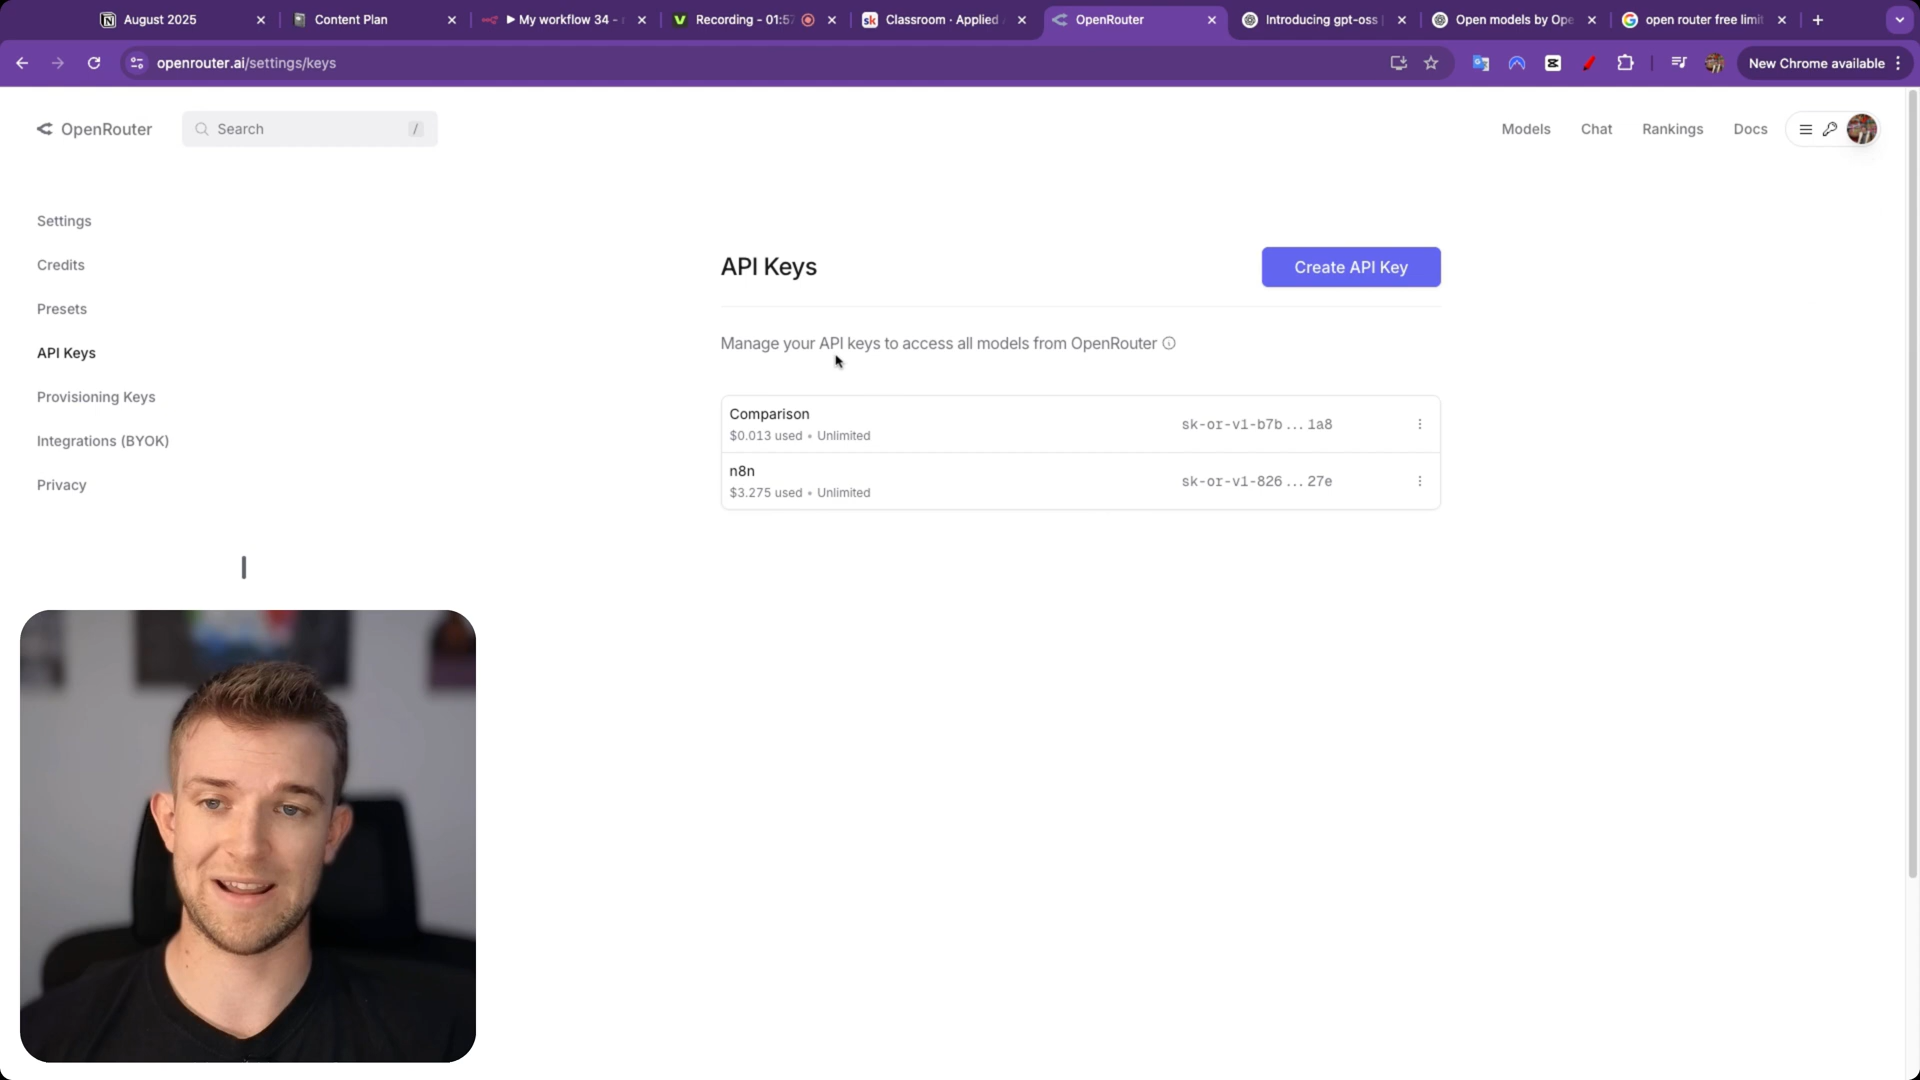 August 2025
Content Plan
My workflow 34 -
Recording - 01:57
Classroom · Applied
OpenRouter
Introducing gpt-oss
Open models by Ope
open router free limit
openrouter.ai/settings/keys
New Chrome available
OpenRouter
Search
/
Models
Chat
Rankings
Docs
Settings
Credits
Presets
API Keys
Provisioning Keys
Integrations (BYOK)
Privacy
API Keys
Create API Key
Manage your API keys to access all models from OpenRouter
Comparison
$0.013 used • Unlimited
sk-or-v1-b7b...1a8
n8n
$3.275 used • Unlimited
sk-or-v1-826...27e